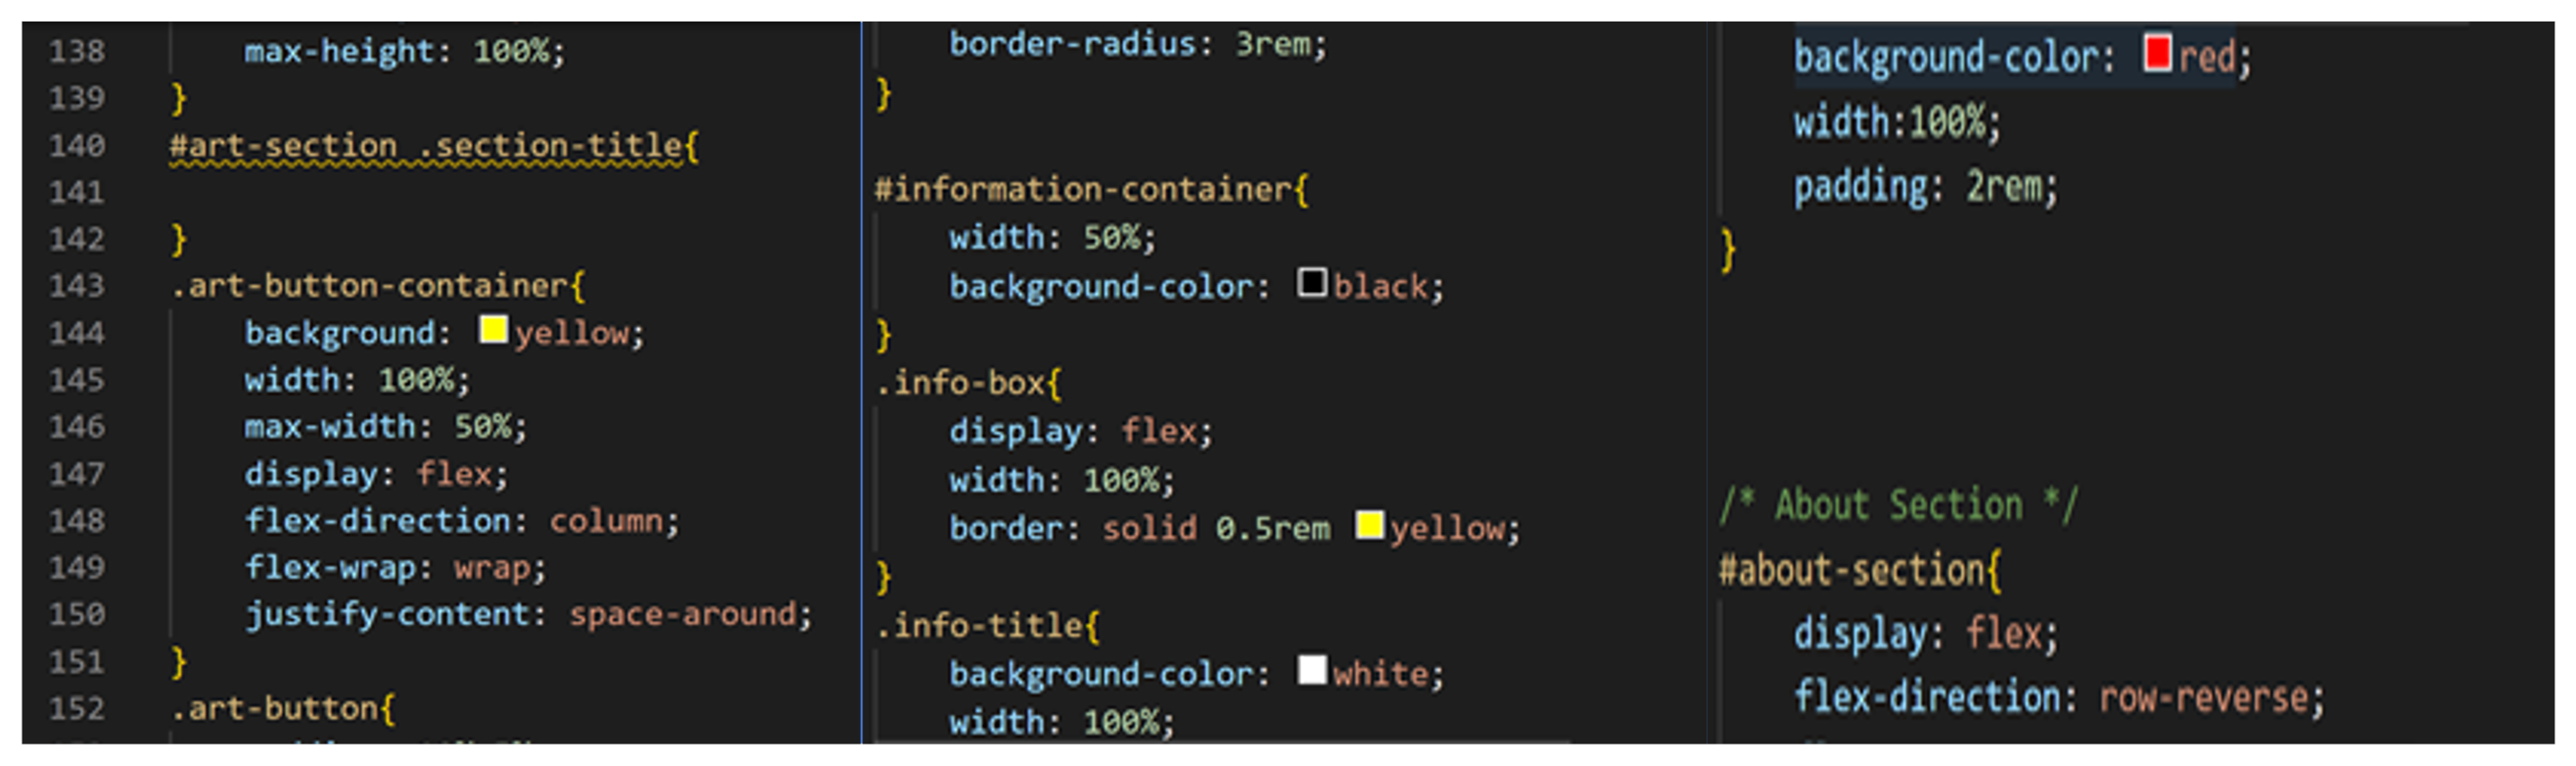 138 max-height: 100%;
139 }
140 #art-section .section-title{
141
142 }
143 .art-button-container{
144 background: yellow;
145 width: 100%;
146 max-width: 50%;
147 display: flex;
148 flex-direction: column;
149 flex-wrap: wrap;
150 justify-content: space-around;
151 }
152 .art-button{
border-radius: 3rem;
}
#information-container{
width: 50%;
background-color: black;
}
.info-box{
display: flex;
width: 100%;
border: solid 0.5rem yellow;
}
.info-title{
background-color: white;
width: 100%;
background-color: red;
width:100%;
padding: 2rem;
}
/* About Section */
#about-section{
display: flex;
flex-direction: row-reverse;